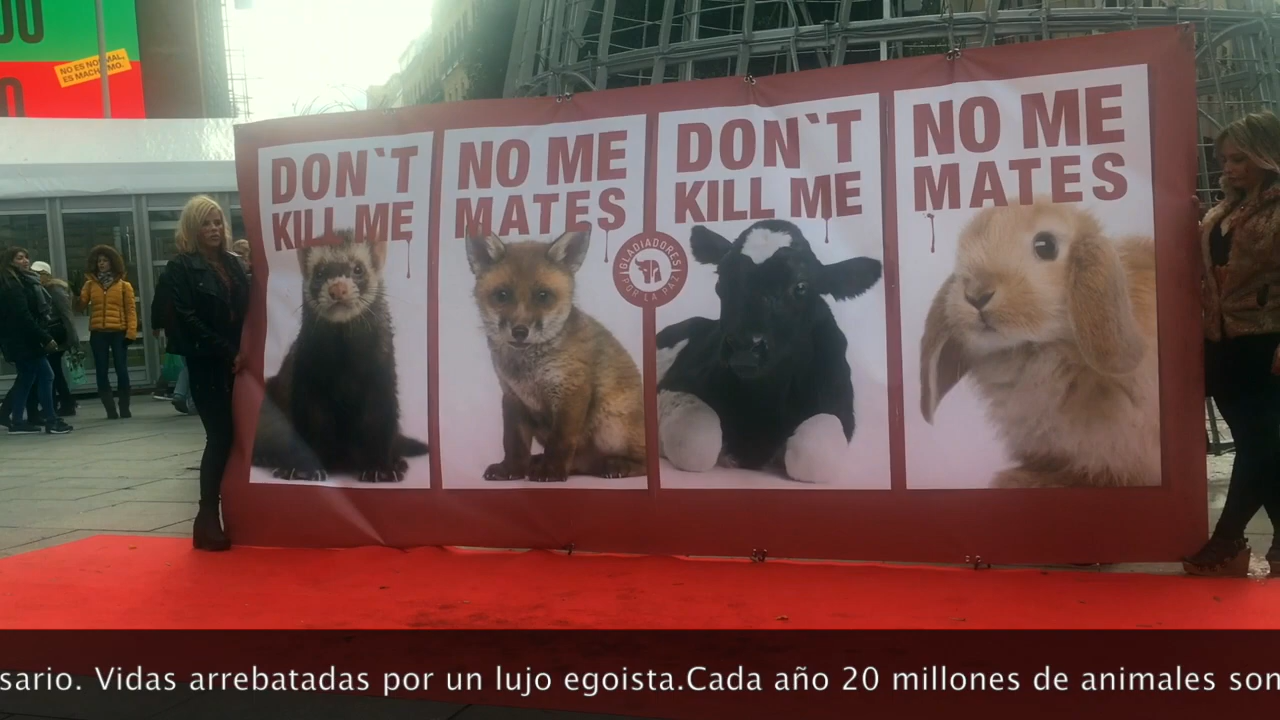 NO ES NORMAL.
ES MACHISMO.
DON`T
KILL ME
NO ME
MATES
DON`T
KILL ME
NO ME
MATES
GLADIADORES
POR LA PAZ
sario. Vidas arrebatadas por un lujo egoista.Cada año 20 millones de animales son